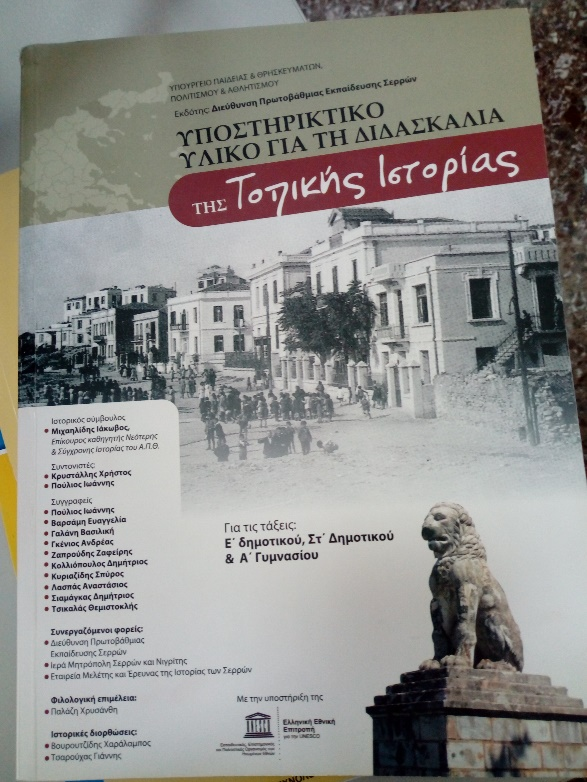 ΥΠΟΥΡΓΕΙΟ ΠΑΙΔΕΙΑΣ & ΘΡΗΣΚΕΥΜΑΤΩΝ,
ΠΟΛΙΤΙΣΜΟΥ & ΑΘΛΗΤΙΣΜΟΥ
Εκδότης: Διεύθυνση Πρωτοβάθμιας Εκπαίδευσης Σερρών
ΥΠΟΣΤΗΡΙΚΤΙΚΟ
ΥΛΙΚΟ ΓΙΑ ΤΗ ΔΙΔΑΣΚΑΛΙΑ
ΤΗΣ Τοπικής Ιστορίας
Ιστορικός σύμβουλος
Μιχαηλίδης Ιάκωβος,
Επίκουρος καθηγητής Νεότερης
& Σύγχρονης Ιστορίας του Α.Π.Θ.
Συντονιστές:
Κρυστάλλης Χρήστος
Πούλιος Ιωάννης
Συγγραφείς
Πούλιος Ιωάννης
Βαρσάμη Ευαγγελία
Γαλάνη Βασιλική
Γκένιος Ανδρέας
Ζαπρούδης Ζαφείρης
Κολλιόπουλος Δημήτριος
Κυριαζίδης Σπύρος
Λασπάς Αναστάσιος
Σιαμάγκας Δημήτριος
Τσικαλάς Θεμιστοκλής
Για τις τάξεις:
Ε΄ δημοτικού, Στ΄ Δημοτικού
& Α΄ Γυμνασίου
Συνεργαζόμενοι φορείς:
Διεύθυνση Πρωτοβάθμιας
Εκπαίδευσης Σερρών
Ιερά Μητρόπολη Σερρών και Νιγρίτης
Εταιρεία Μελέτης και Έρευνας της Ιστορίας των Σερρών
Φιλολογική επιμέλεια:
Παλάζη Χρυσάνθη
Ιστορικές διορθώσεις:
Βουρουτζίδης Χαράλαμπος
Τσαρούχας Γιάννης
Με την υποστήριξη της
Ελληνική Εθνική
Επιτροπή
για την UNESCO